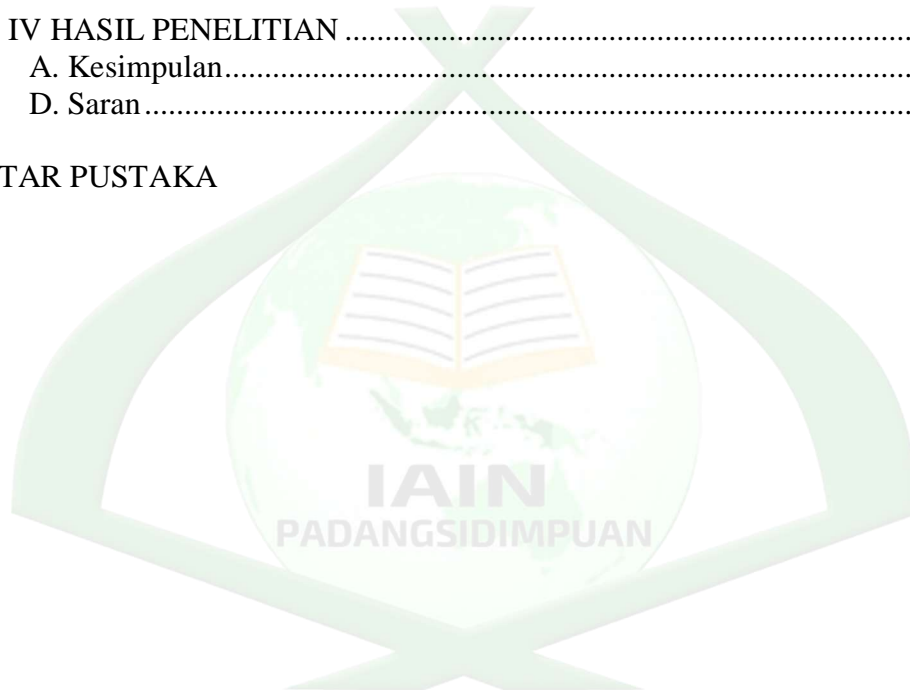 IV HASIL PENELITIAN ........................................................................
A. Kesimpulan.......................................................................................
D. Saran.................................................................................................
TAR PUSTAKA
IAIN
PADANGSIDIMPUAN